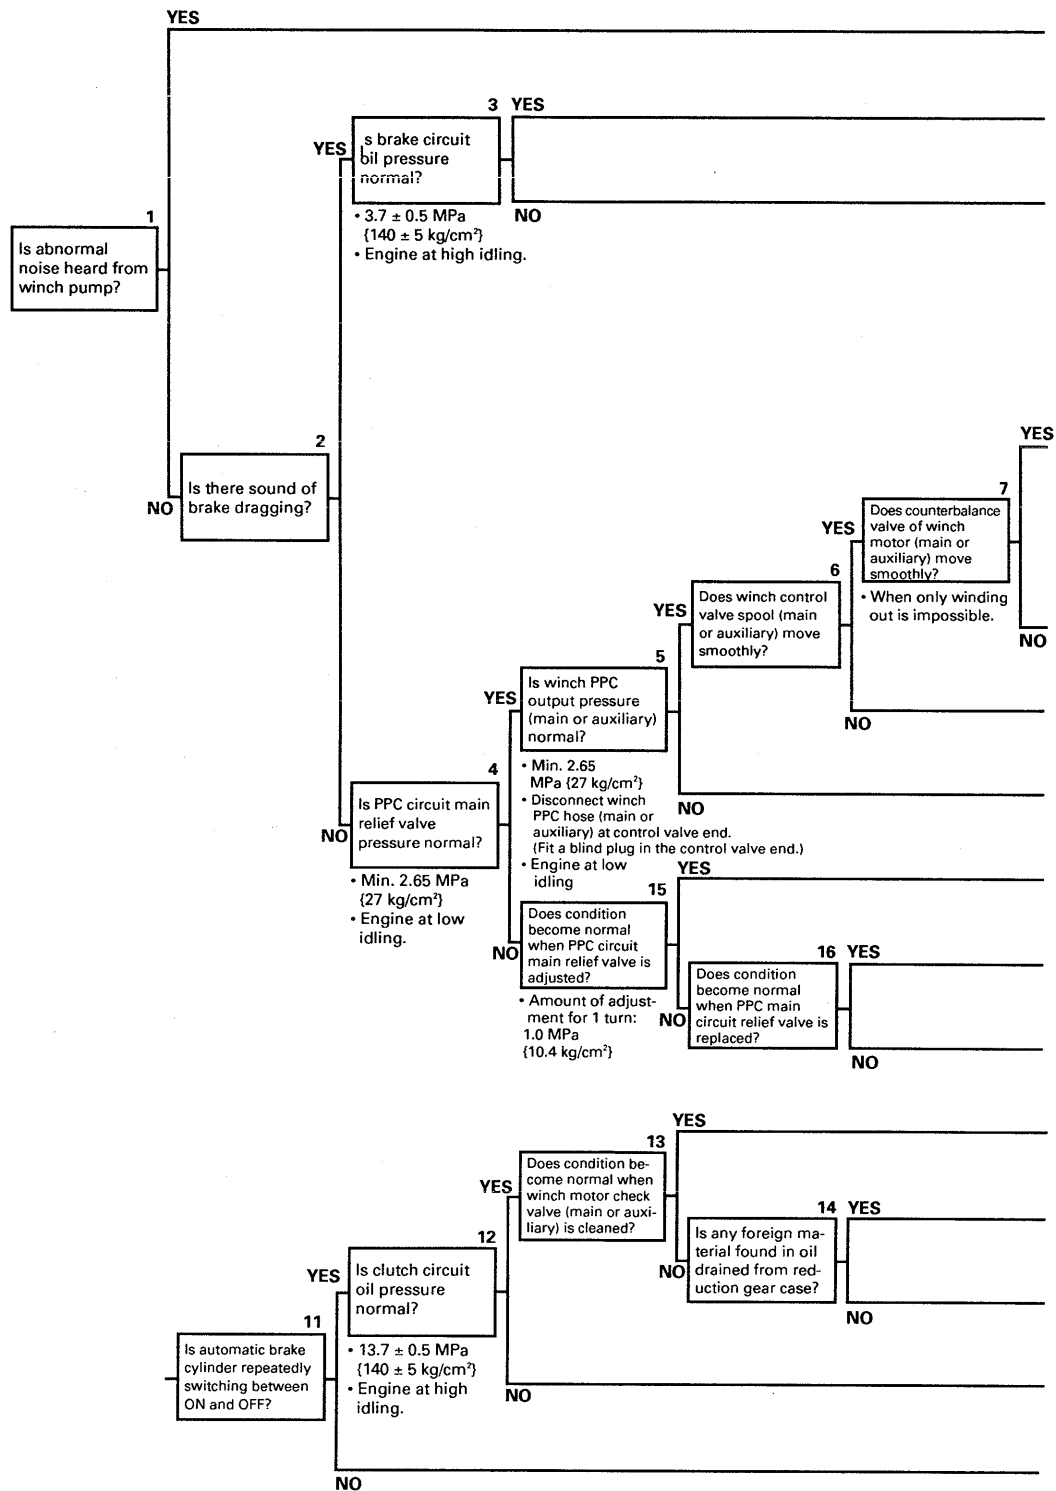 YES
3 YES
YES
s brake circuit
oil pressure
normal?
NO
• 3.7 ± 0.5 MPa
{140 ± 5 kg/cm²}
• Engine at high idling.
1
Is abnormal
noise heard from
winch pump?
2
Is there sound of
brake dragging?
NO
YES
7
Does counterbalance
valve of winch
motor (main or
auxiliary) move
smoothly?
• When only winding
out is impossible.
NO
YES
6
Does winch control
valve spool (main
or auxiliary) move
smoothly?
NO
YES
5
Is winch PPC
output pressure
(main or auxiliary)
normal?
YES
• Min. 2.65
MPa {27 kg/cm²}
• Disconnect winch
PPC hose (main or
auxiliary) at control valve end.
(Fit a blind plug in the control valve end.)
• Engine at low
idling
NO
4
Is PPC circuit main
relief valve
pressure normal?
NO
• Min. 2.65 MPa
{27 kg/cm²}
• Engine at low
idling.
YES
15
Does condition
become normal
when PPC circuit
main relief valve is
adjusted?
NO
• Amount of adjust-
ment for 1 turn:
1.0 MPa
{10.4 kg/cm²}
16 YES
Does condition
become normal
when PPC main
circuit relief valve is
replaced?
NO
NO
YES
13
Does condition be-
come normal when
winch motor check
valve (main or auxi-
liary) is cleaned?
YES
14 YES
Is any foreign ma-
terial found in oil
drained from red-
uction gear case?
NO
NO
12
Is clutch circuit
oil pressure
normal?
YES
• 13.7 ± 0.5 MPa
{140 ± 5 kg/cm²}
• Engine at high
idling.
NO
11
Is automatic brake
cylinder repeatedly
switching between
ON and OFF?
NO